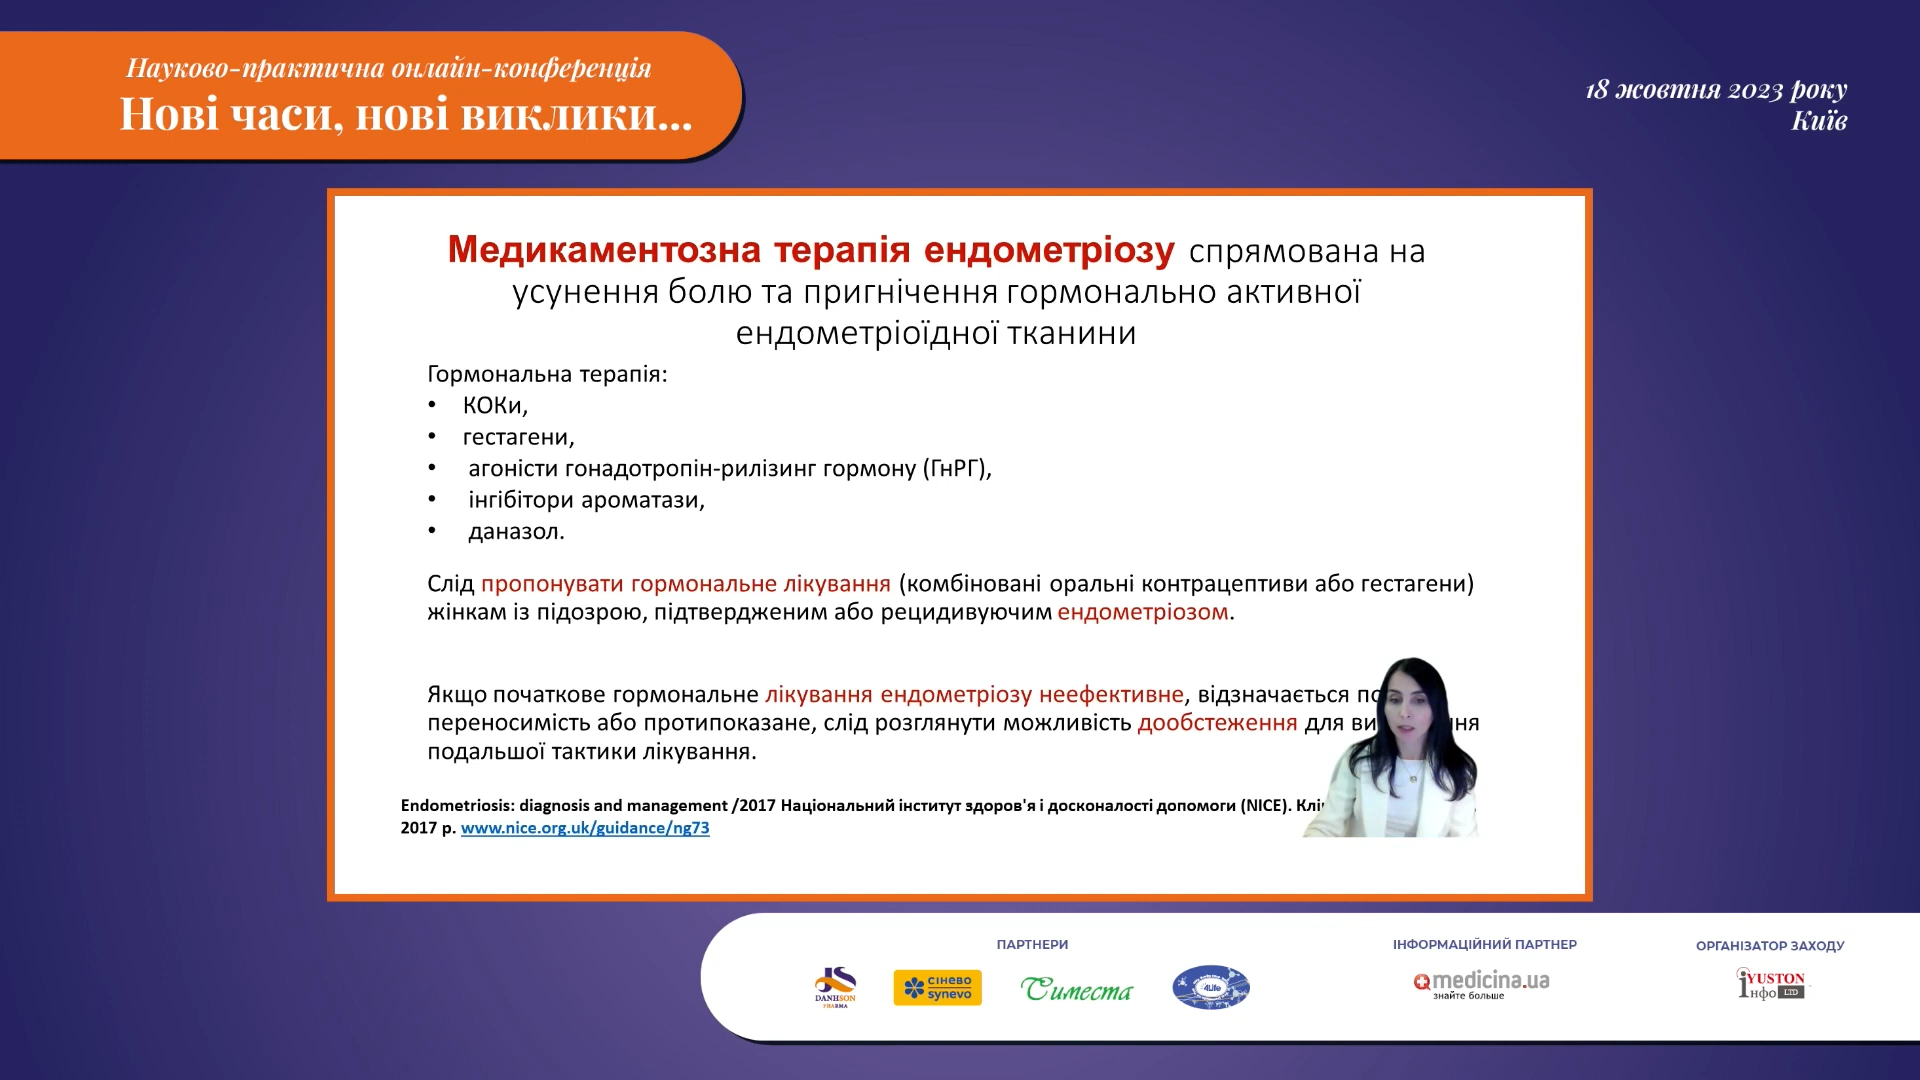 Науково-практична онлайн-конференція
Нові часи, нові виклики...
18 жовтня 2023 року
Київ
Медикаментозна терапія ендометріозу спрямована на
усунення болю та пригнічення гормонально активної
ендометріоїдної тканини
Гормональна терапія:
• КОКи,
• гестагени,
• агоністи гонадотропін-рилізинг гормону (ГнРГ),
• інгібітори ароматази,
• даназол.
Слід пропонувати гормональне лікування (комбіновані оральні контрацептиви або гестагени)
жінкам із підозрою, підтвердженим або рецидивуючим ендометріозом.
Якщо початкове гормональне лікування ендометріозу неефективне, відзначається
переносимість або протипоказане, слід розглянути можливість дообстеження для
подальшої тактики лікування.
Endometriosis: diagnosis and management /2017 Національний інститут здоров'я і досконалості допомоги (NICE).
2017 р. www.nice.org.uk/guidance/ng73
ПАРТНЕРИ
ІНФОРМАЦІЙНИЙ ПАРТНЕР
ОРГАНІЗАТОР ЗАХОДУ
DANHSON
PHARMA
сінево
synevo
Симеста
4Life
medicina.ua
знайте больше
YUSTON
інфо LTD